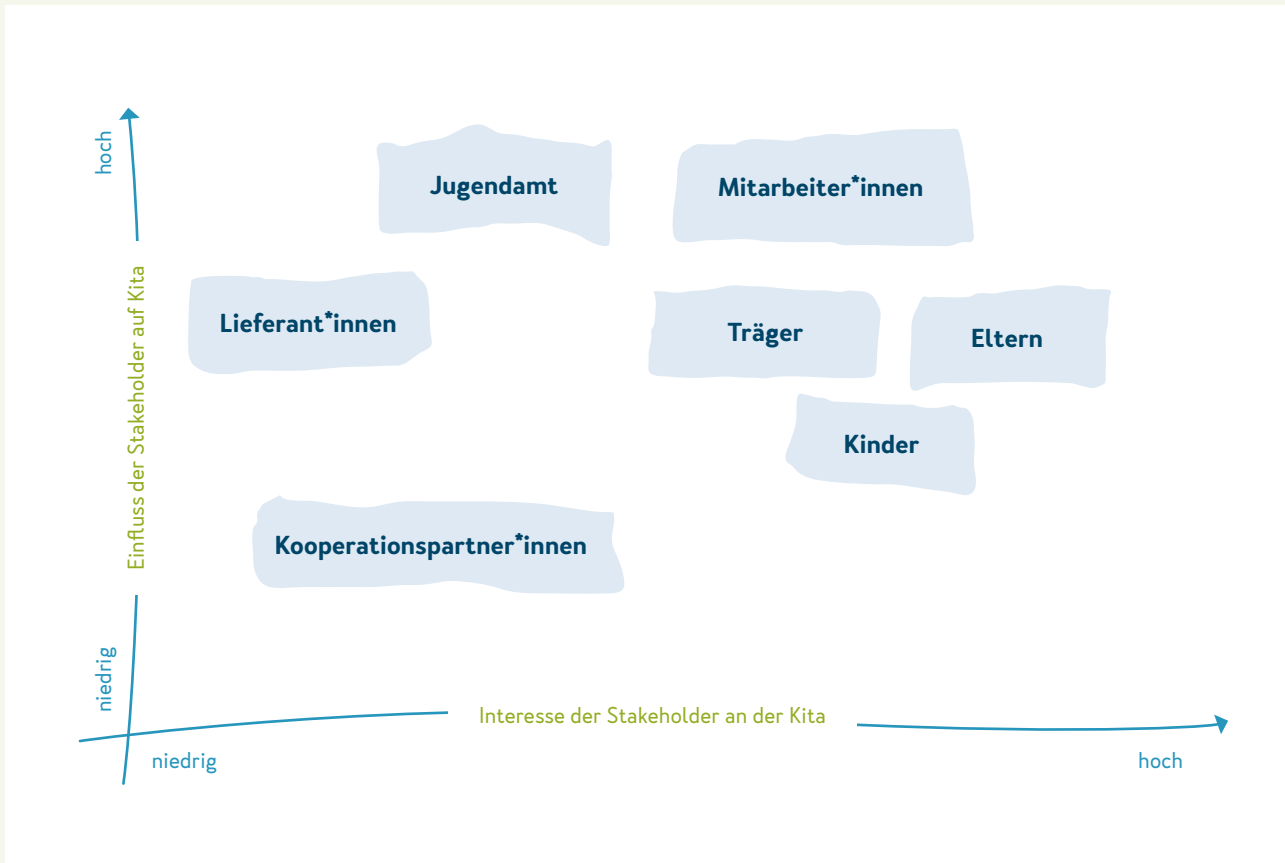 hoch
Jugendamt
Mitarbeiter*innen
Einfluss der Stakeholder auf Kita
Lieferant*innen
Träger
Eltern
Kinder
Kooperationspartner*innen
niedrig
Interesse der Stakeholder an der Kita
niedrig
hoch